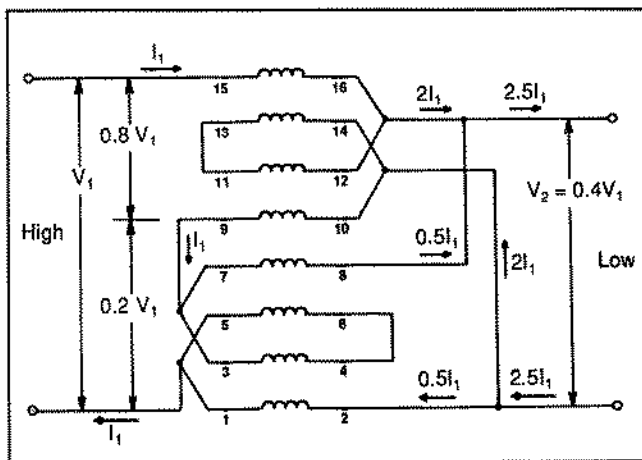 I₁
15 16
0.8 V₁
13 14
2I₁ 2.5I₁
V₁
11 12
V₂ = 0.4V₁
High
9 10
I₁
0.5I₁
7 8
2I₁
Low
0.2 V₁
5 6
3 4
0.5I₁ 2.5I₁
1 2
I₁